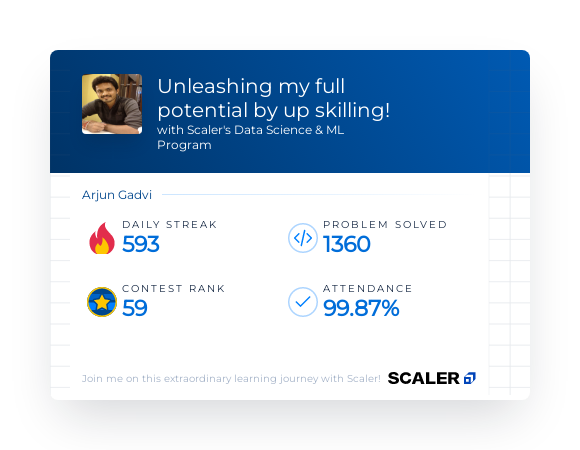 Unleashing my full
potential by up skilling!
with Scaler's Data Science & ML
Program
Arjun Gadvi
DAILY STREAK
593
PROBLEM SOLVED
1360
CONTEST RANK
59
ATTENDANCE
99.87%
Join me on this extraordinary learning journey with Scaler!
SCALER